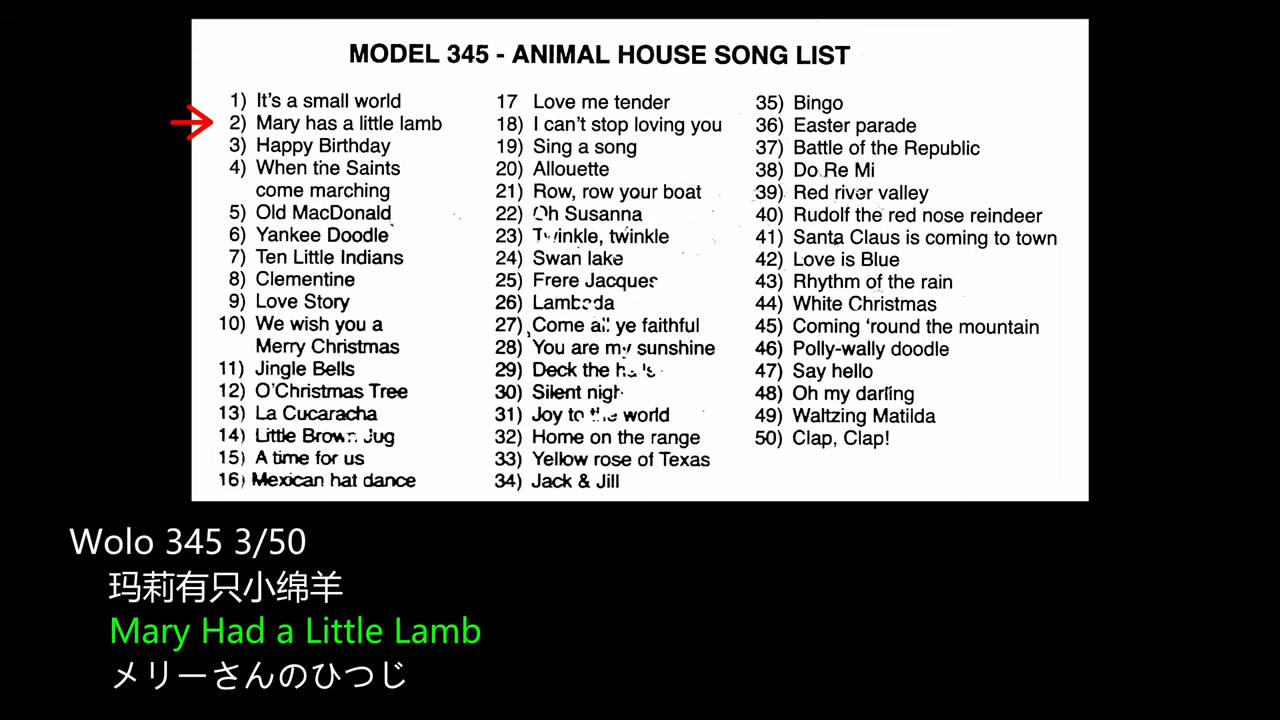 MODEL 345 - ANIMAL HOUSE SONG LIST
1) It's a small world
2) Mary has a little lamb
3) Happy Birthday
4) When the Saints
come marching
5) Old MacDonald
6) Yankee Doodle
7) Ten Little Indians
8) Clementine
9) Love Story
10) We wish you a
Merry Christmas
11) Jingle Bells
12) O'Christmas Tree
13) La Cucaracha
14) Little Brown Jug
15) A time for us
16) Mexican hat dance
17 Love me tender
18) I can't stop loving you
19) Sing a song
20) Allouette
21) Row, row your boat
22) Oh Susanna
23) Twinkle, twinkle
24) Swan lake
25) Frere Jacques
26) Lambada
27) Come all ye faithful
28) You are my sunshine
29) Deck the halls
30) Silent night
31) Joy to the world
32) Home on the range
33) Yellow rose of Texas
34) Jack & Jill
35) Bingo
36) Easter parade
37) Battle of the Republic
38) Do Re Mi
39) Red river valley
40) Rudolf the red nose reindeer
41) Santa Claus is coming to town
42) Love is Blue
43) Rhythm of the rain
44) White Christmas
45) Coming 'round the mountain
46) Polly-wally doodle
47) Say hello
48) Oh my darling
49) Waltzing Matilda
50) Clap, Clap!
Wolo 345 3/50
玛莉有只小绵羊
Mary Had a Little Lamb
メリーさんのひつじ